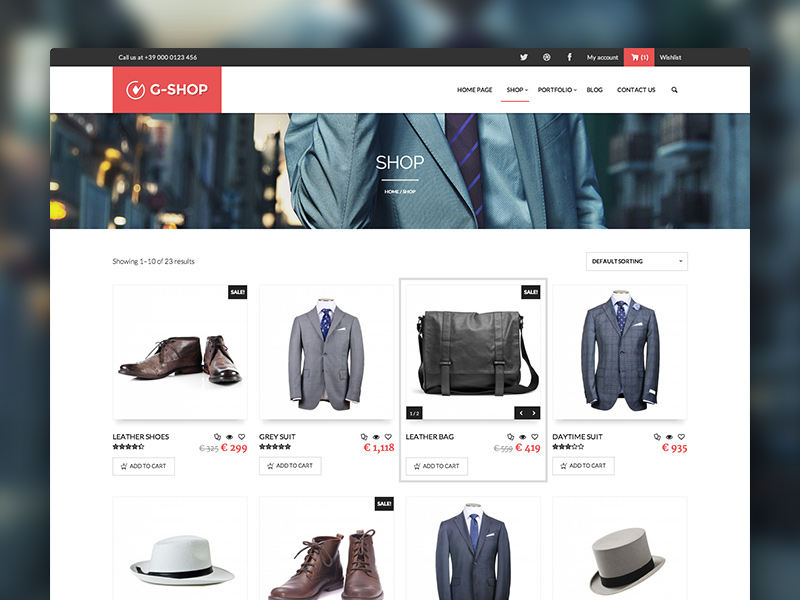 Call us at +39 000 0123 456
My account
(1)
Wishlist
G-SHOP
HOME PAGE
SHOP
PORTFOLIO
BLOG
CONTACT US
SHOP
HOME / SHOP
Showing 1–10 of 23 results
DEFAULT SORTING
SALE!
SALE!
1 / 2
LEATHER SHOES
€ 325 € 299
ADD TO CART
GREY SUIT
€ 1,118
ADD TO CART
LEATHER BAG
€ 559 € 419
ADD TO CART
DAYTIME SUIT
€ 935
ADD TO CART
SALE!